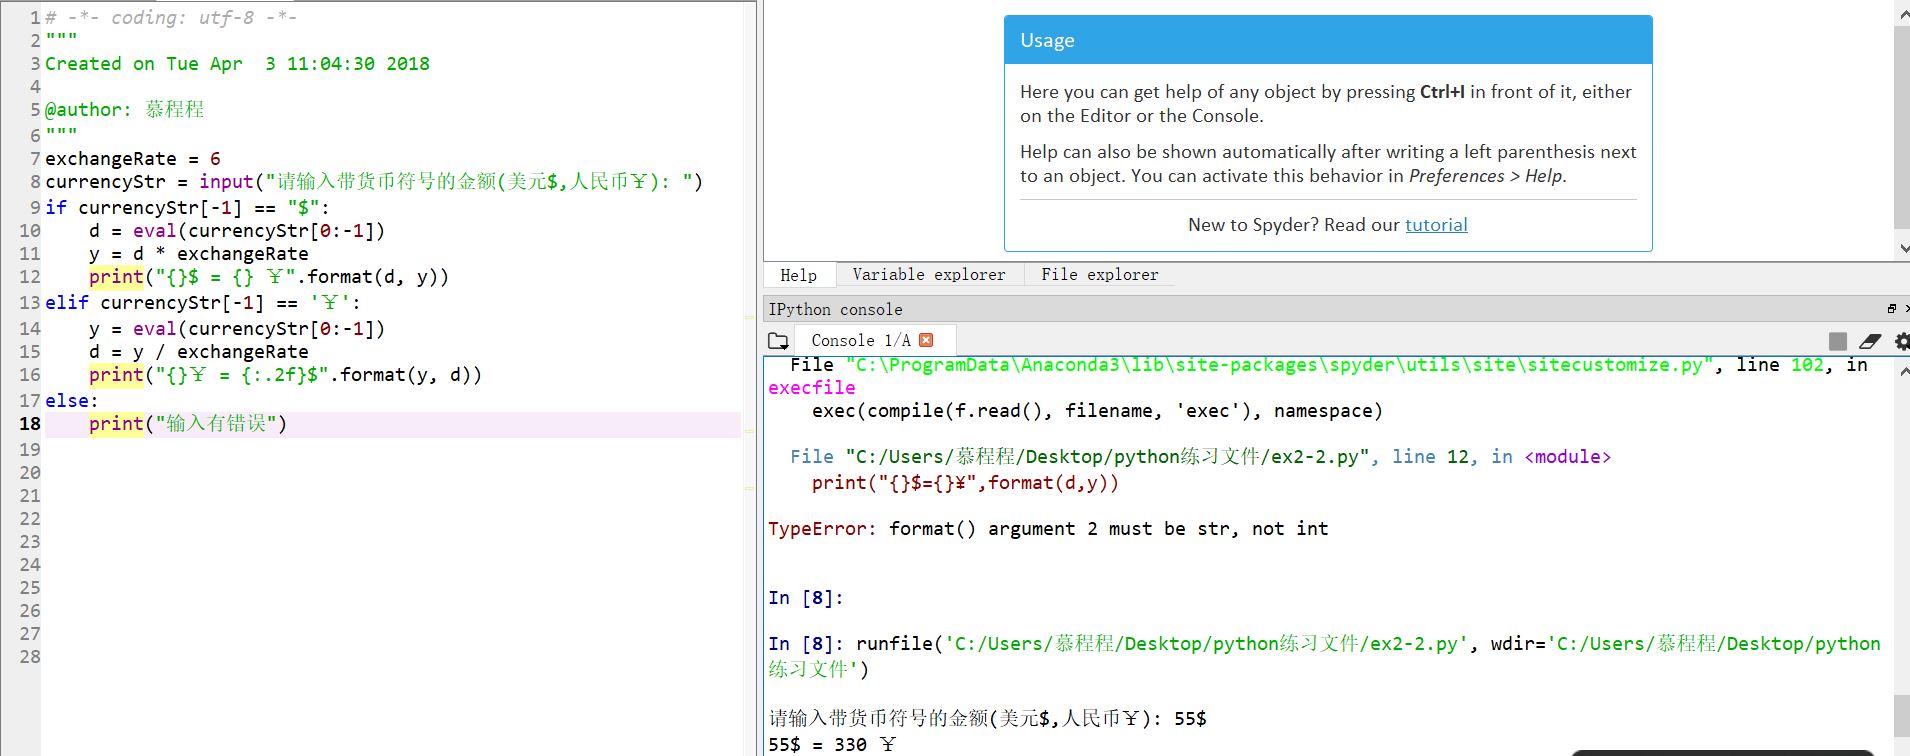 1 # -*- coding: utf-8 -*-
2 """
3 Created on Tue Apr  3 11:04:30 2018
4
5 @author: 慕程程
6 """
7 exchangeRate = 6
8 currencyStr = input("请输入带货币符号的金额(美元$,人民币￥): ")
9 if currencyStr[-1] == "$":
10     d = eval(currencyStr[0:-1])
11     y = d * exchangeRate
12     print("{}$ = {} ￥".format(d, y))
13 elif currencyStr[-1] == '￥':
14     y = eval(currencyStr[0:-1])
15     d = y / exchangeRate
16     print("{}￥ = {:.2f}$".format(y, d))
17 else:
18     print("输入有错误")
19
20
21
22
23
24
25
26
27
28
Usage
Here you can get help of any object by pressing Ctrl+I in front of it, either
on the Editor or the Console.
Help can also be shown automatically after writing a left parenthesis next
to an object. You can activate this behavior in Preferences > Help.
New to Spyder? Read our tutorial
Help Variable explorer File explorer
IPython console
Console 1/A
File "C:\ProgramData\Anaconda3\lib\site-packages\spyder\utils\site\sitecustomize.py", line 102, in
execfile
exec(compile(f.read(), filename, 'exec'), namespace)
File "C:/Users/慕程程/Desktop/python练习文件/ex2-2.py", line 12, in <module>
print("{}$={}¥",format(d,y))
TypeError: format() argument 2 must be str, not int
In [8]:
In [8]: runfile('C:/Users/慕程程/Desktop/python练习文件/ex2-2.py', wdir='C:/Users/慕程程/Desktop/python
练习文件')
请输入带货币符号的金额(美元$,人民币￥): 55$
55$ = 330 ￥